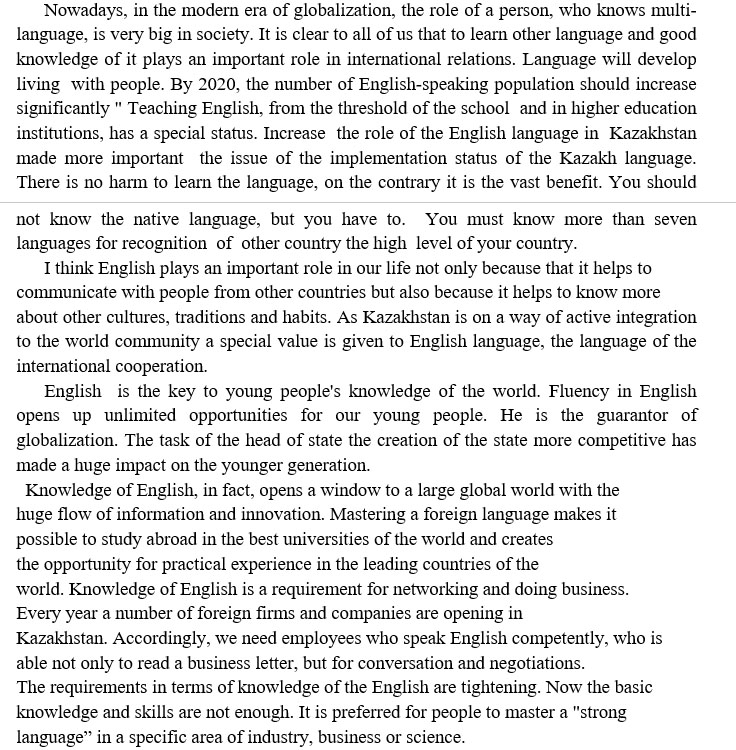 Nowadays, in the modern era of globalization, the role of a person, who knows multi-
language, is very big in society. It is clear to all of us that to learn other language and good
knowledge of it plays an important role in international relations. Language will develop
living with people. By 2020, the number of English-speaking population should increase
significantly " Teaching English, from the threshold of the school and in higher education
institutions, has a special status. Increase the role of the English language in Kazakhstan
made more important the issue of the implementation status of the Kazakh language.
There is no harm to learn the language, on the contrary it is the vast benefit. You should
not know the native language, but you have to. You must know more than seven
languages for recognition of other country the high level of your country.
I think English plays an important role in our life not only because that it helps to
communicate with people from other countries but also because it helps to know more
about other cultures, traditions and habits. As Kazakhstan is on a way of active integration
to the world community a special value is given to English language, the language of the
international cooperation.
English is the key to young people's knowledge of the world. Fluency in English
opens up unlimited opportunities for our young people. He is the guarantor of
globalization. The task of the head of state the creation of the state more competitive has
made a huge impact on the younger generation.
Knowledge of English, in fact, opens a window to a large global world with the
huge flow of information and innovation. Mastering a foreign language makes it
possible to study abroad in the best universities of the world and creates
the opportunity for practical experience in the leading countries of the
world. Knowledge of English is a requirement for networking and doing business.
Every year a number of foreign firms and companies are opening in
Kazakhstan. Accordingly, we need employees who speak English competently, who is
able not only to read a business letter, but for conversation and negotiations.
The requirements in terms of knowledge of the English are tightening. Now the basic
knowledge and skills are not enough. It is preferred for people to master a "strong
language” in a specific area of industry, business or science.